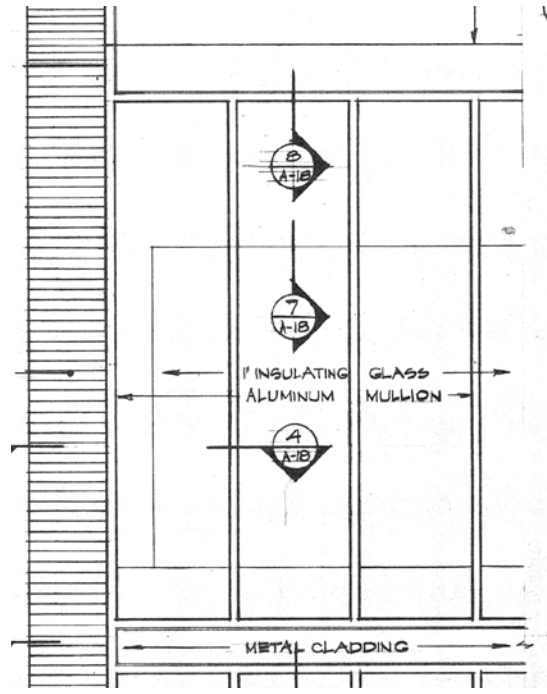 8
A-18
7
A-18
1" INSULATING GLASS
ALUMINUM MULLION
4
A-18
METAL CLADDING